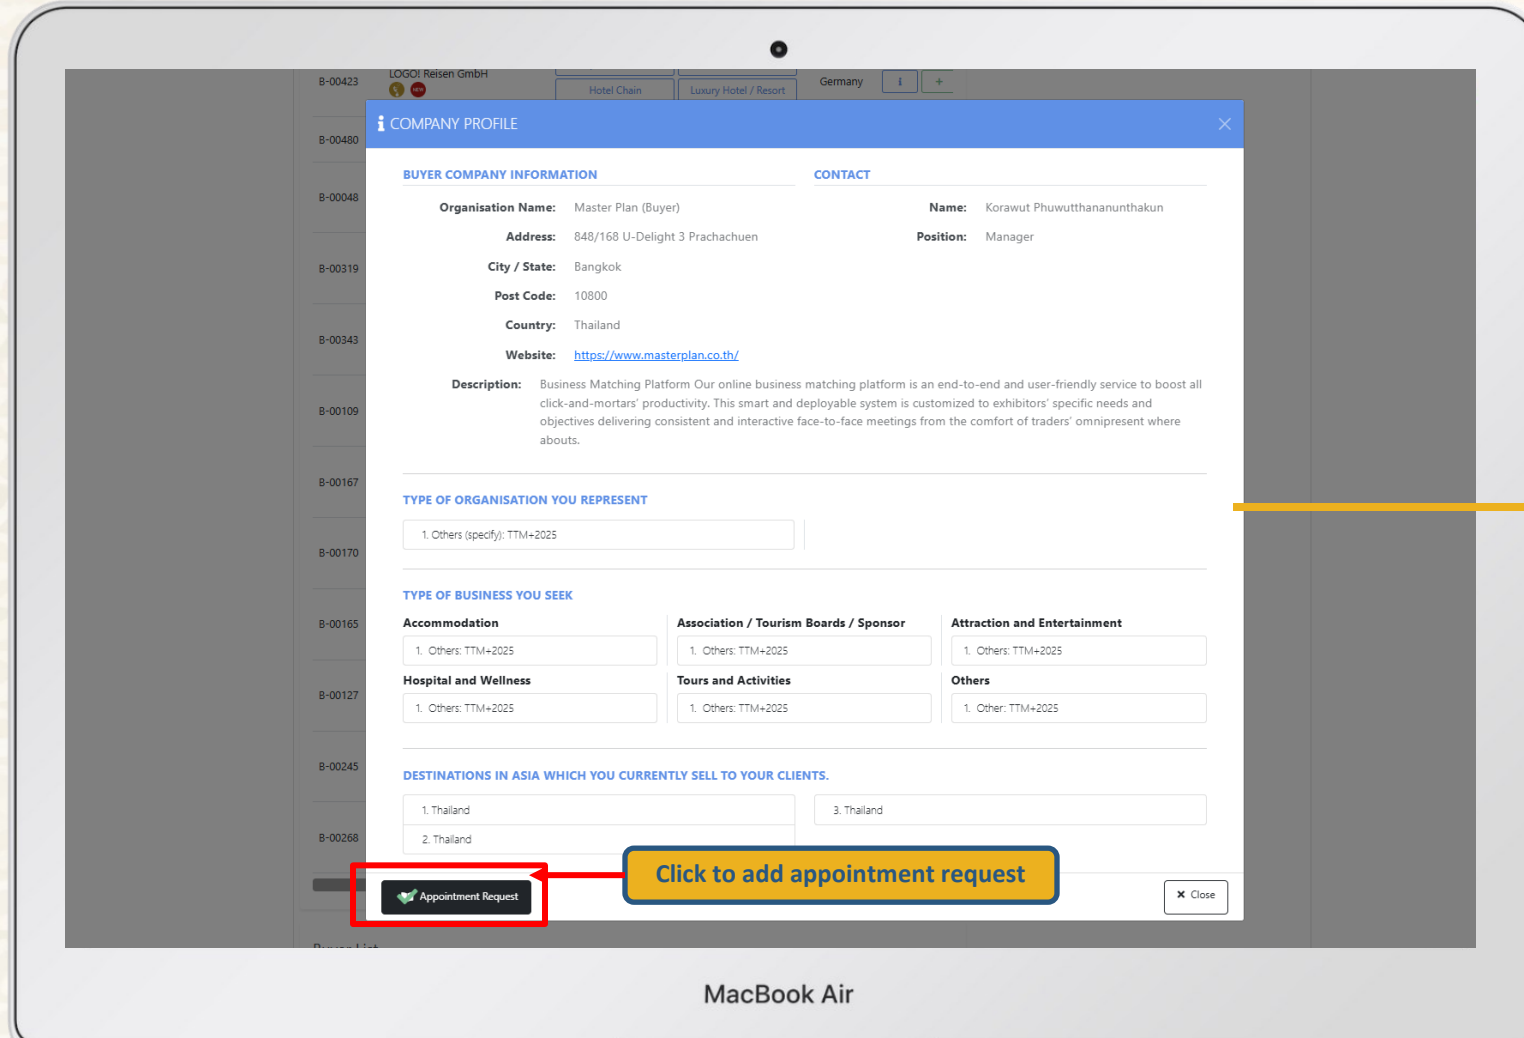 B-00423
LOGO! Reisen GmbH
NEW
Hotel Chain
Luxury Hotel / Resort
Germany
i
+
B-00480
B-00048
B-00319
B-00343
B-00109
B-00167
B-00170
B-00165
B-00127
B-00245
B-00268
i COMPANY PROFILE
BUYER COMPANY INFORMATION
Organisation Name: Master Plan (Buyer)
Address: 848/168 U-Delight 3 Prachachuen
City / State: Bangkok
Post Code: 10800
Country: Thailand
Website: https://www.masterplan.co.th/
CONTACT
Name: Korawut Phuwutthananunthakun
Position: Manager
Description: Business Matching Platform Our online business matching platform is an end-to-end and user-friendly service to boost all
click-and-mortars' productivity. This smart and deployable system is customized to exhibitors' specific needs and
objectives delivering consistent and interactive face-to-face meetings from the comfort of traders' omnipresent where
abouts.
TYPE OF ORGANISATION YOU REPRESENT
1. Others (specify): TTM+2025
TYPE OF BUSINESS YOU SEEK
Accommodation
1. Others: TTM+2025
Association / Tourism Boards / Sponsor
1. Others: TTM+2025
Attraction and Entertainment
1. Others: TTM+2025
Hospital and Wellness
1. Others: TTM+2025
Tours and Activities
1. Others: TTM+2025
Others
1. Other: TTM+2025
DESTINATIONS IN ASIA WHICH YOU CURRENTLY SELL TO YOUR CLIENTS.
1. Thailand
2. Thailand
3. Thailand
Click to add appointment request
Appointment Request
× Close
Buyer List
MacBook Air